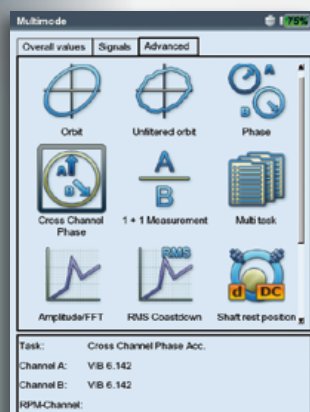 Multimode
75%
Overall values Signals Advanced
A
B
Orbit Unfiltered orbit Phase
A
B
A
B
Cross Channel Phase 1 + 1 Measurement Multi task
RMS
d DC
Amplitude/FFT RMS Coastdown Shaft rest position
Task: Cross Channel Phase Acc.
Channel A: VIB 6.142
Channel B: VIB 6.142
RPM-Channel: